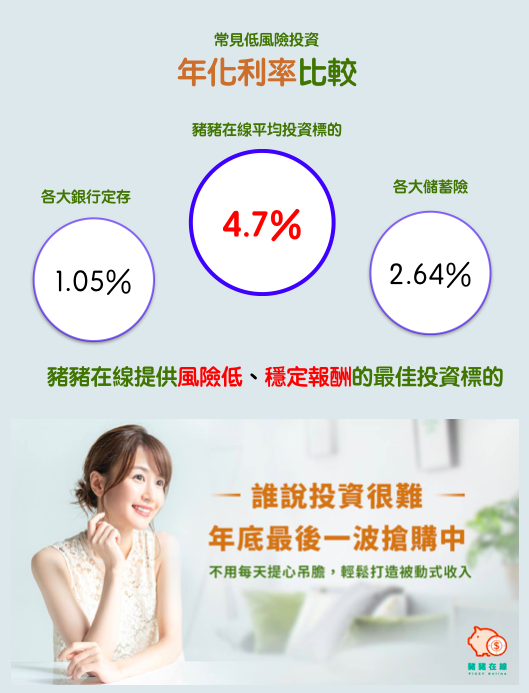 常見低風險投資
年化利率比較
豬豬在線平均投資標的
4.7%
各大銀行定存
1.05%
各大儲蓄險
2.64%
豬豬在線提供風險低、穩定報酬的最佳投資標的
一 誰說投資很難 一
年底最後一波搶購中
不用每天提心吊膽，輕鬆打造被動式收入
$
豬豬在線
PIGGY Online